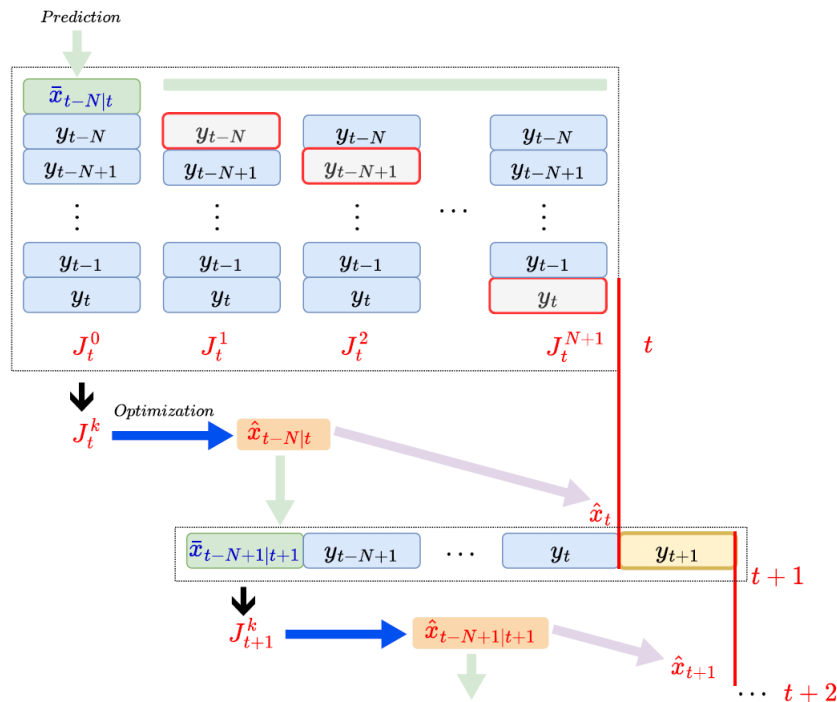 Prediction
x̄_{t−N|t}
y_{t−N} y_{t−N} y_{t−N} y_{t−N}
y_{t−N+1} y_{t−N+1} y_{t−N+1} y_{t−N+1}
⋮ ⋮ ⋮ ⋯ ⋮
y_{t−1} y_{t−1} y_{t−1} y_{t−1}
y_t y_t y_t y_t
J_t^0 J_t^1 J_t^2 J_t^{N+1} t
Optimization
J_t^k x̂_{t−N|t}
x̂_t
x̄_{t−N+1|t+1} y_{t−N+1} ⋯ y_t y_{t+1}
t + 1
J_{t+1}^k x̂_{t−N+1|t+1}
x̂_{t+1}
⋯ t + 2